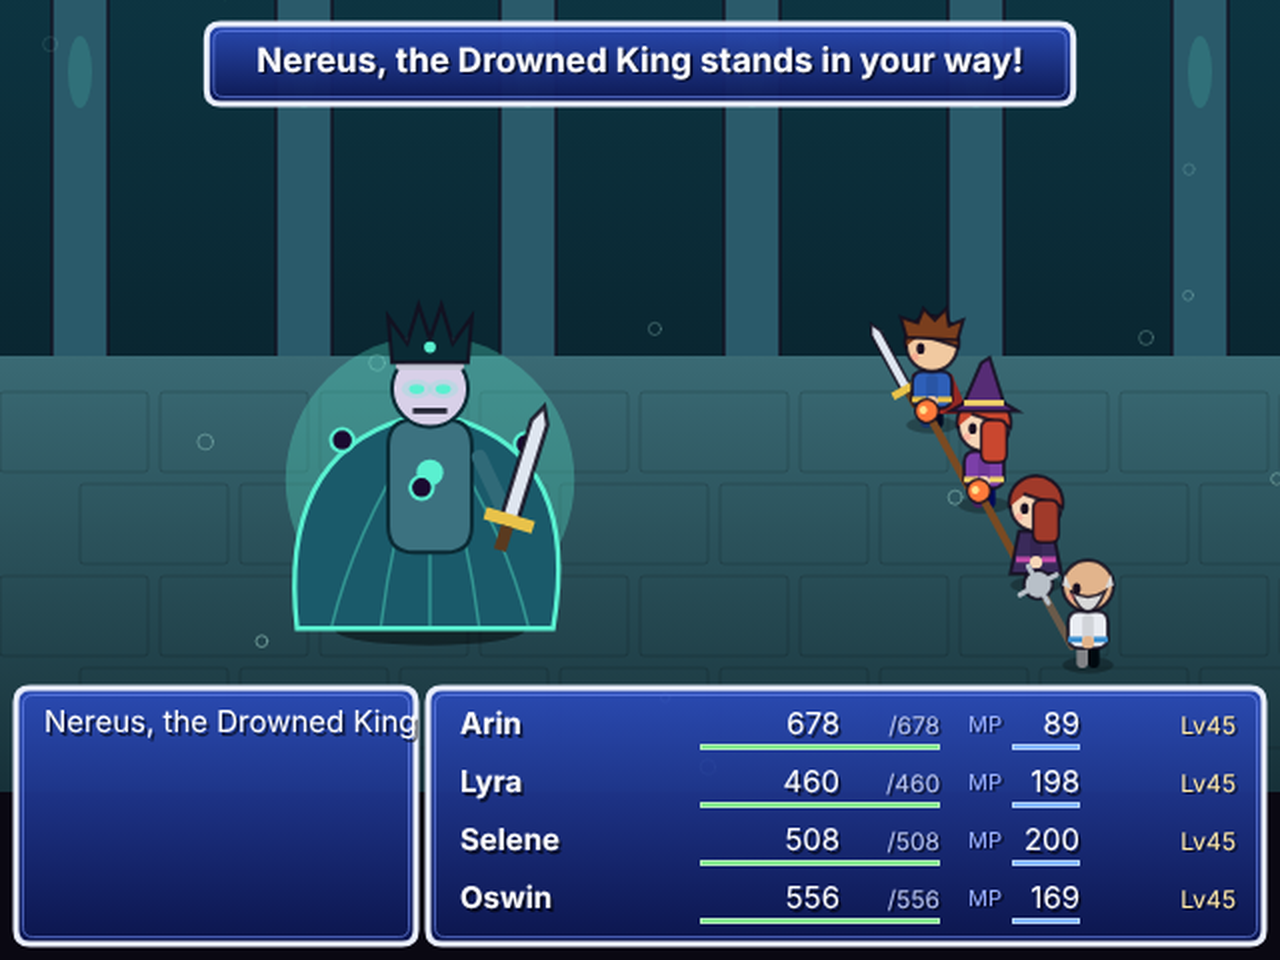 Nereus, the Drowned King stands in your way!
Nereus, the Drowned King
Arin 678 /678 MP 89 Lv45
Lyra 460 /460 MP 198 Lv45
Selene 508 /508 MP 200 Lv45
Oswin 556 /556 MP 169 Lv45